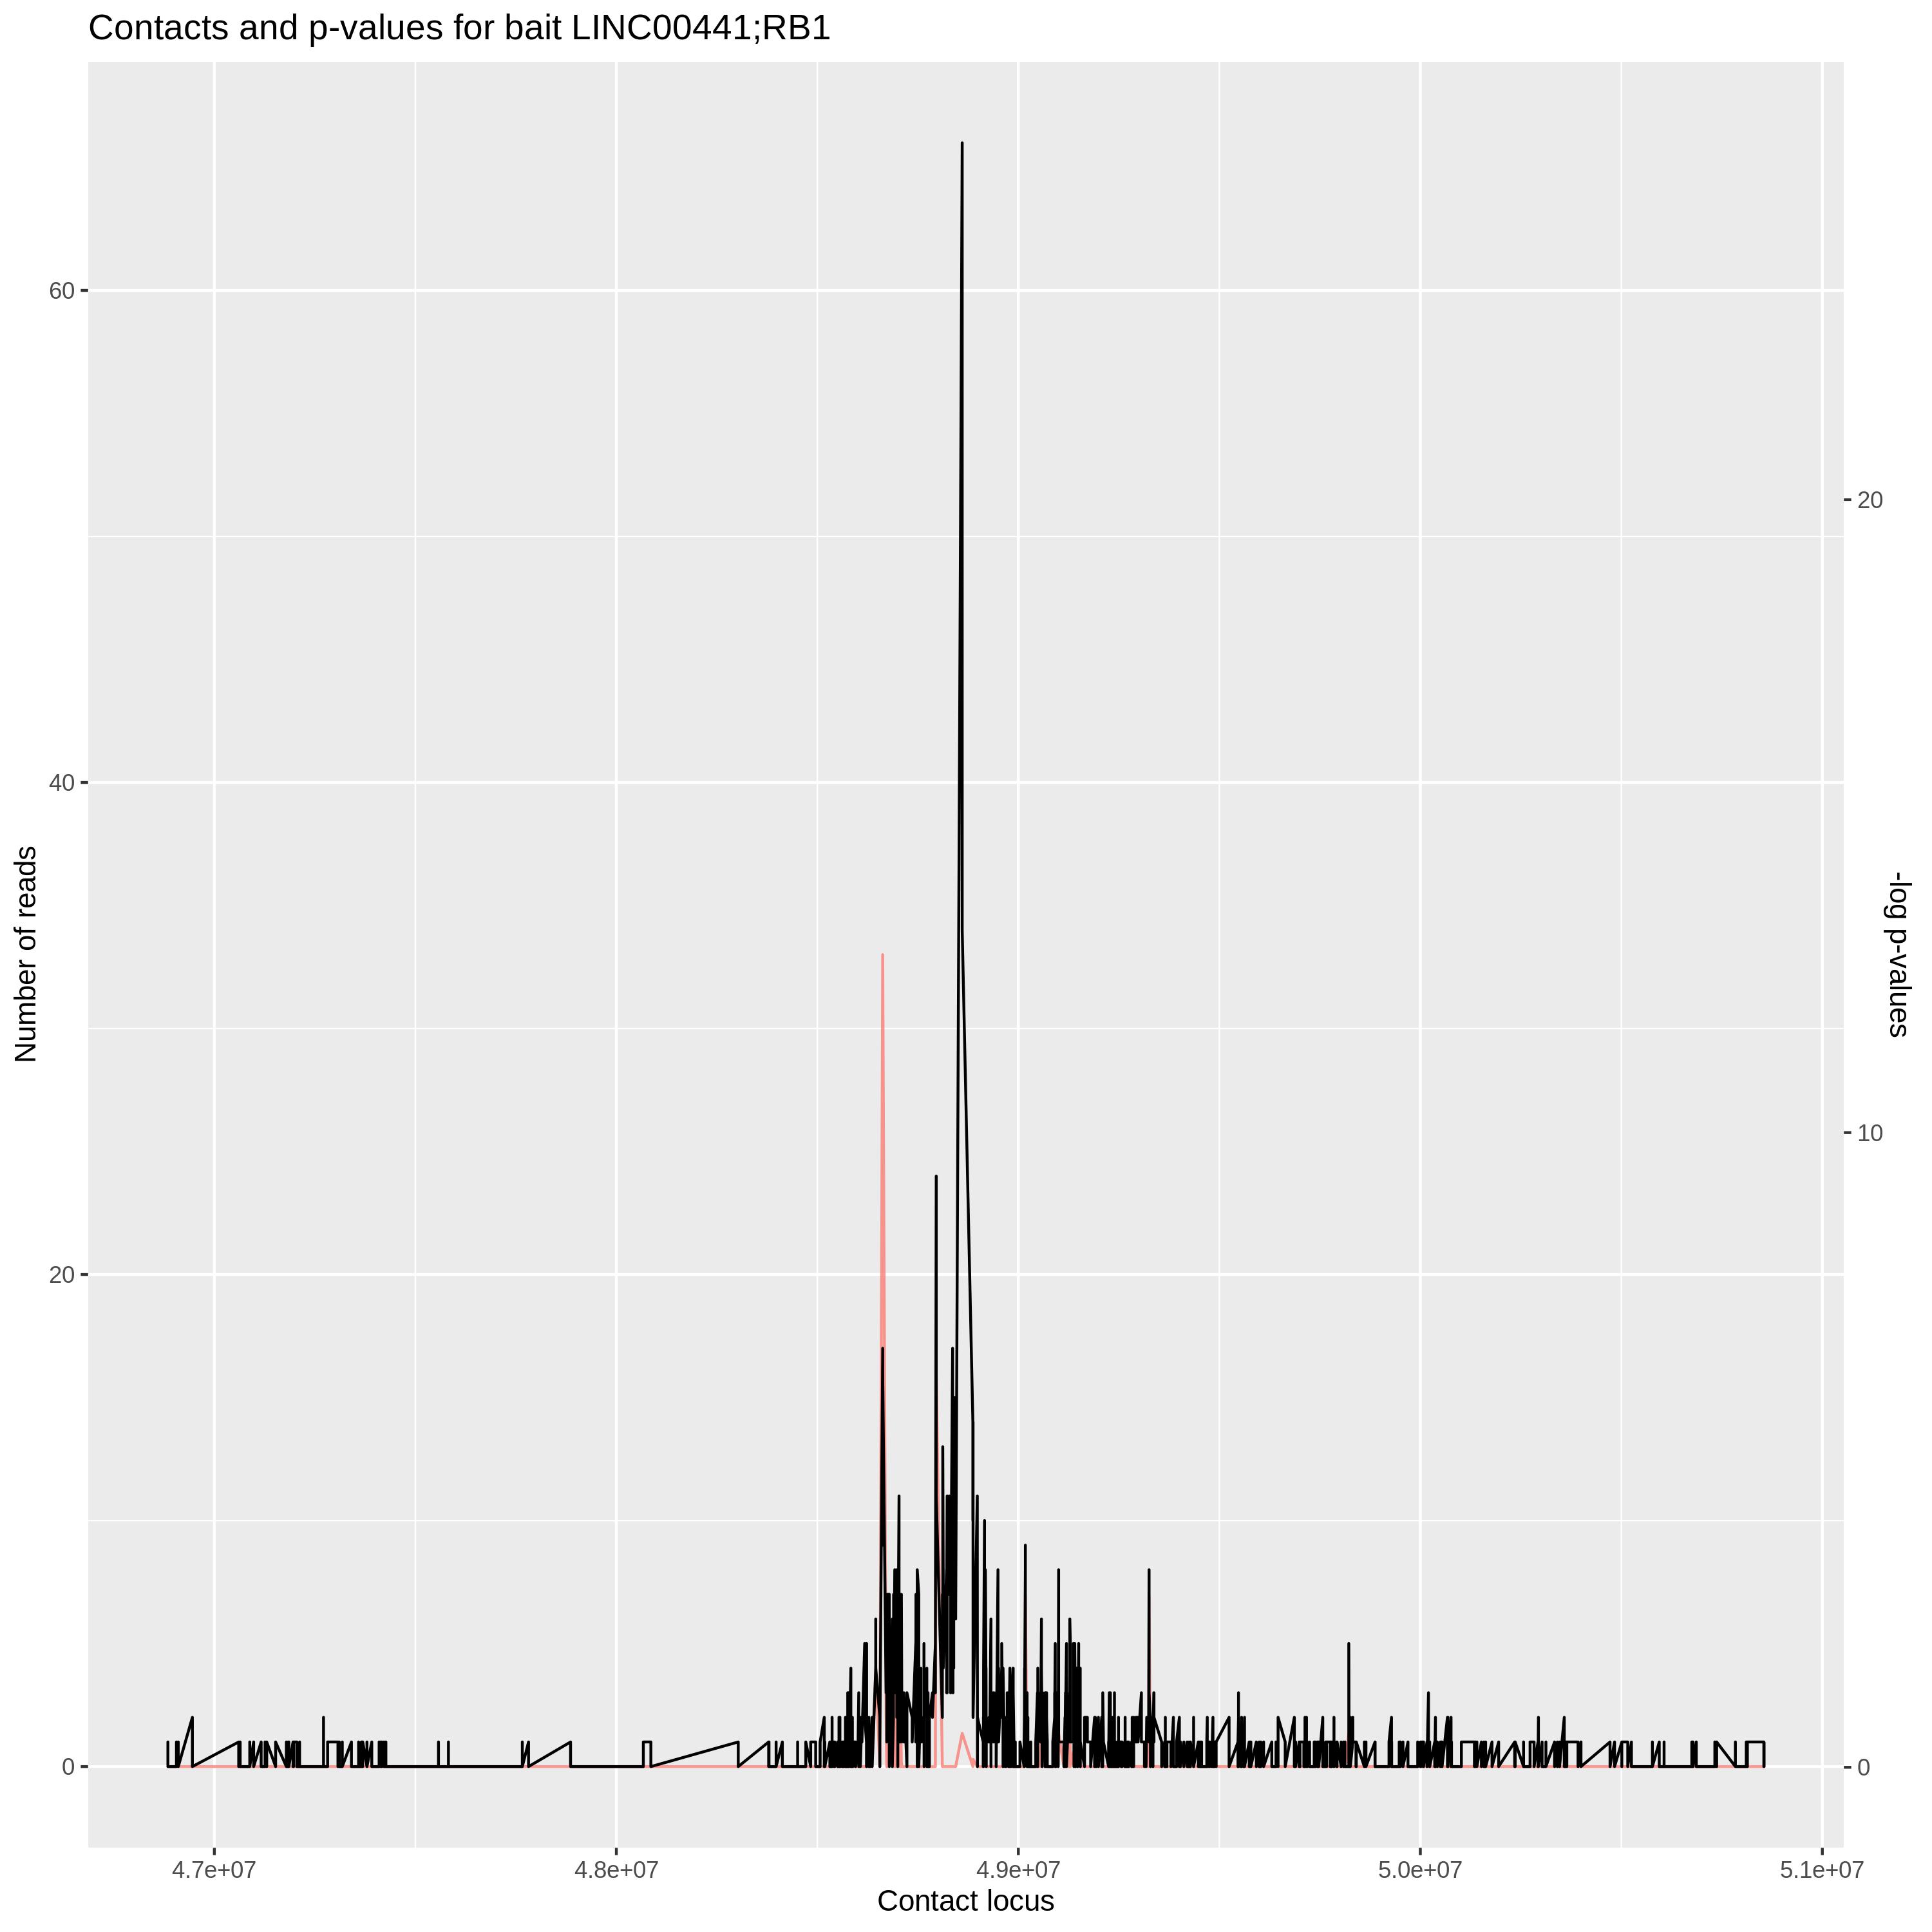 Contacts and p-values for bait LINC00441;RB1
60
40
20
0
Number of reads
20
10
0
-log p-values
4.7e+07
4.8e+07
4.9e+07
5.0e+07
5.1e+07
Contact locus